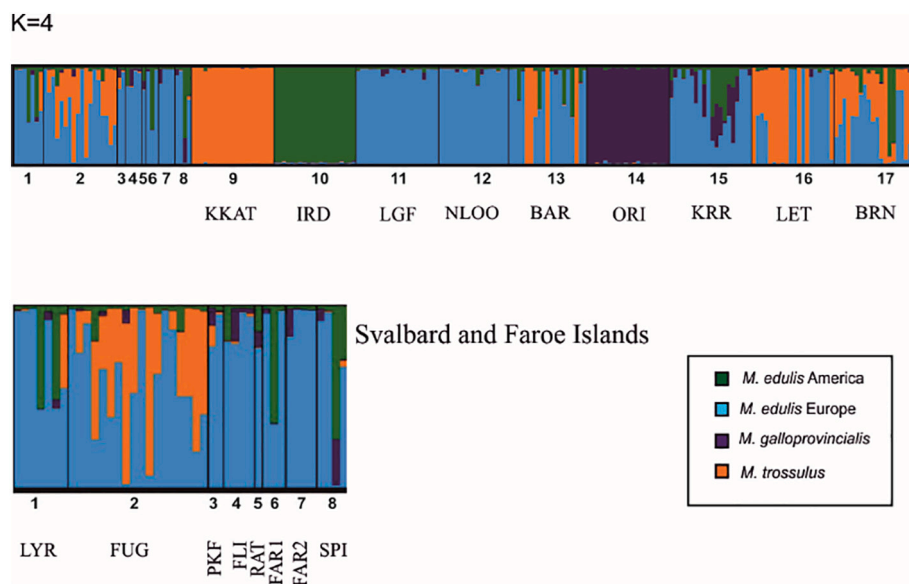 K=4
1 2 3 4 5 6 7 8 9 10 11 12 13 14 15 16 17
KKAT IRD LGF NLOO BAR ORI KRR LET BRN
Svalbard and Faroe Islands
M. edulis America
M. edulis Europe
M. galloprovincialis
M. trossulus
1 2 3 4 5 6 7 8
LYR FUG PKF FLI RAT FAR1 FAR2 SPI